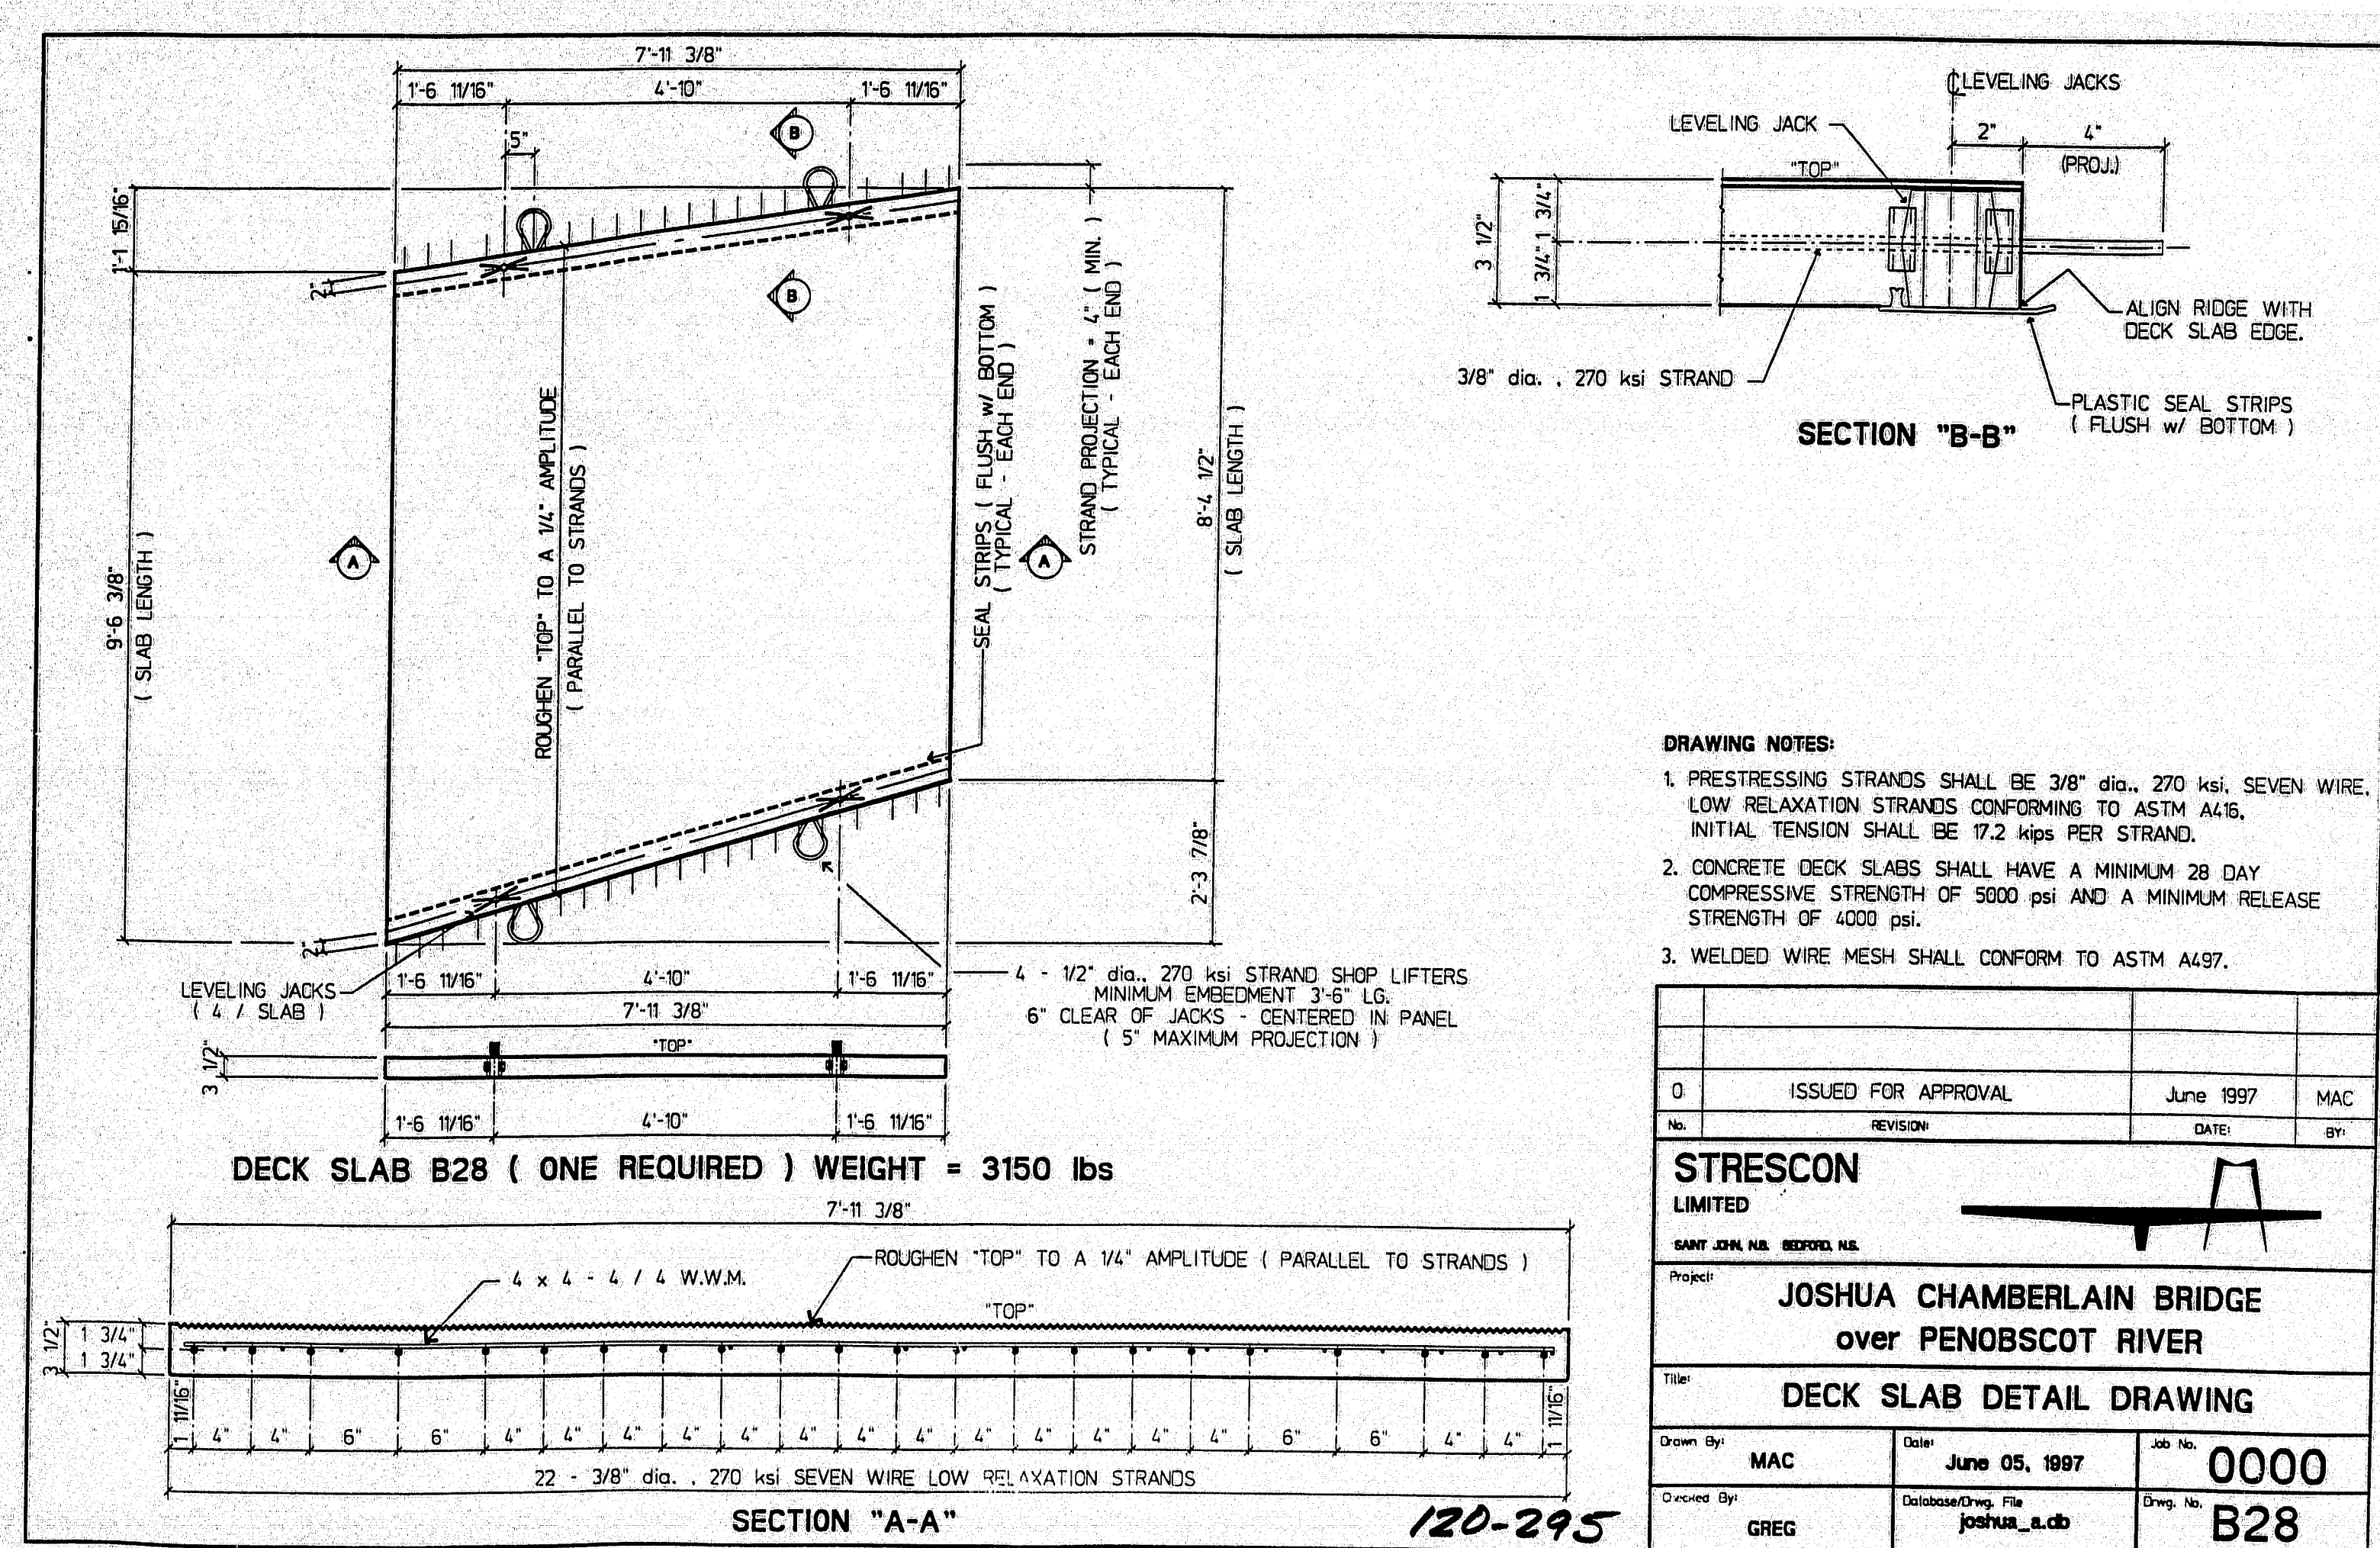 7'-11 3/8"
1'-6 11/16"
4'-10"
1'-6 11/16"
5"
B
B
1'-1 15/16"
2"
9'-6 3/8"
( SLAB LENGTH )
A
ROUGHEN "TOP" TO A 1/4" AMPLITUDE
( PARALLEL TO STRANDS )
SEAL STRIPS ( FLUSH w/ BOTTOM )
( TYPICAL - EACH END )
A
STRAND PROJECTION = 4" ( MIN. )
( TYPICAL - EACH END )
8'-4 1/2"
( SLAB LENGTH )
2'-3 7/8"
2"
LEVELING JACKS
( 4 / SLAB )
1'-6 11/16"
4'-10"
1'-6 11/16"
7'-11 3/8"
4 - 1/2" dia., 270 ksi STRAND SHOP LIFTERS
MINIMUM EMBEDMENT 3'-6" LG.
6" CLEAR OF JACKS - CENTERED IN PANEL
( 5" MAXIMUM PROJECTION )
"TOP"
3 1/2"
1'-6 11/16"
4'-10"
1'-6 11/16"
DECK SLAB B28 ( ONE REQUIRED ) WEIGHT = 3150 lbs
7'-11 3/8"
ROUGHEN "TOP" TO A 1/4" AMPLITUDE ( PARALLEL TO STRANDS )
4 x 4 - 4 / 4 W.W.M.
"TOP"
3 1/2"
1 3/4"
1 3/4"
1 11/16"
4" 4" 6" 6" 4" 4" 4" 4" 4" 4" 4" 4" 4" 4" 4" 4" 4" 6" 6" 4" 4"
1 11/16"
22 - 3/8" dia. , 270 ksi SEVEN WIRE LOW RELAXATION STRANDS
SECTION "A-A"
120-295
℄ LEVELING JACKS
LEVELING JACK
2"
4"
(PROJ.)
"TOP"
3 1/2"
1 3/4" 1 3/4"
ALIGN RIDGE WITH
DECK SLAB EDGE.
3/8" dia. , 270 ksi STRAND
PLASTIC SEAL STRIPS
( FLUSH w/ BOTTOM )
SECTION "B-B"
DRAWING NOTES:
1. PRESTRESSING STRANDS SHALL BE 3/8" dia., 270 ksi, SEVEN WIRE,
LOW RELAXATION STRANDS CONFORMING TO ASTM A416.
INITIAL TENSION SHALL BE 17.2 kips PER STRAND.
2. CONCRETE DECK SLABS SHALL HAVE A MINIMUM 28 DAY
COMPRESSIVE STRENGTH OF 5000 psi AND A MINIMUM RELEASE
STRENGTH OF 4000 psi.
3. WELDED WIRE MESH SHALL CONFORM TO ASTM A497.
0 ISSUED FOR APPROVAL June 1997 MAC
No. REVISION: DATE: BY:
STRESCON
LIMITED
SAINT JOHN, N.B. BEDFORD, N.S.
Project:
JOSHUA CHAMBERLAIN BRIDGE
over PENOBSCOT RIVER
Title:
DECK SLAB DETAIL DRAWING
Drawn By: MAC
Date: June 05, 1997
Job No. 0000
Checked By: GREG
Database/Drwg. File joshua_a.db
Drwg. No. B28